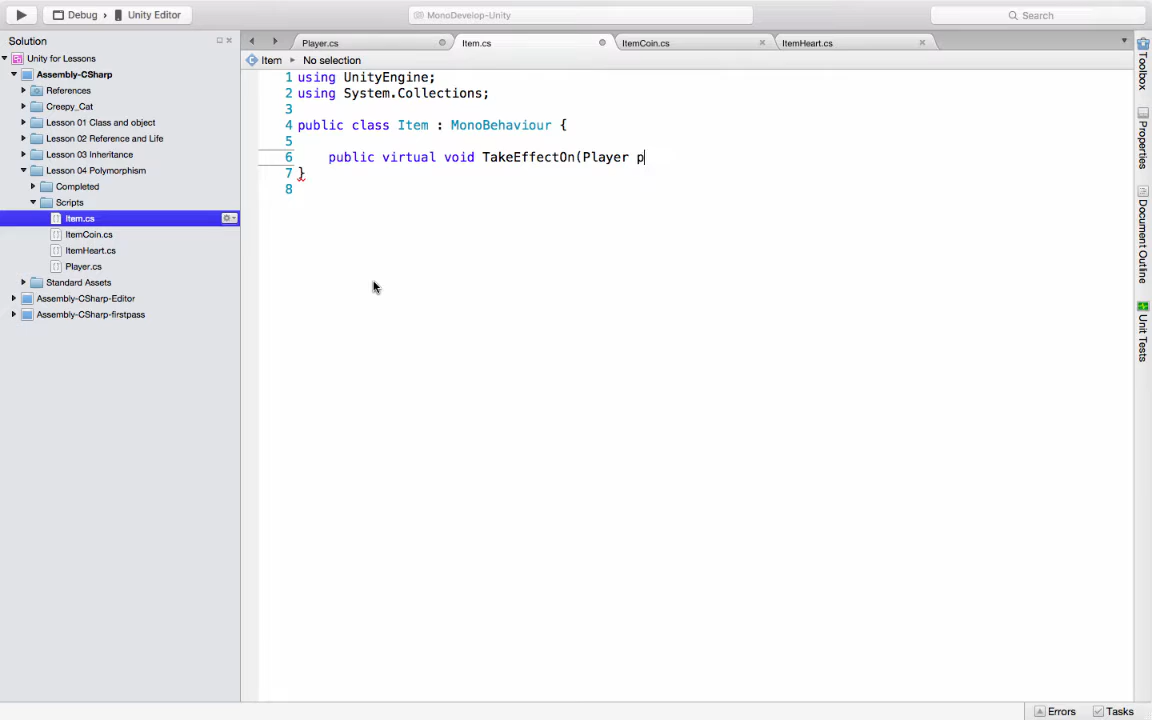 Debug › Unity Editor
MonoDevelop-Unity
Search
Solution
Unity for Lessons
Assembly-CSharp
References
Creepy_Cat
Lesson 01 Class and object
Lesson 02 Reference and Life
Lesson 03 Inheritance
Lesson 04 Polymorphism
Completed
Scripts
Item.cs
ItemCoin.cs
ItemHeart.cs
Player.cs
Standard Assets
Assembly-CSharp-Editor
Assembly-CSharp-firstpass
Player.cs Item.cs ItemCoin.cs ItemHeart.cs
Item No selection
1 using UnityEngine;
2 using System.Collections;
3
4 public class Item : MonoBehaviour {
5
6 public virtual void TakeEffectOn(Player p
7 }
8
Toolbox
Properties
Document Outline
Unit Tests
Errors Tasks